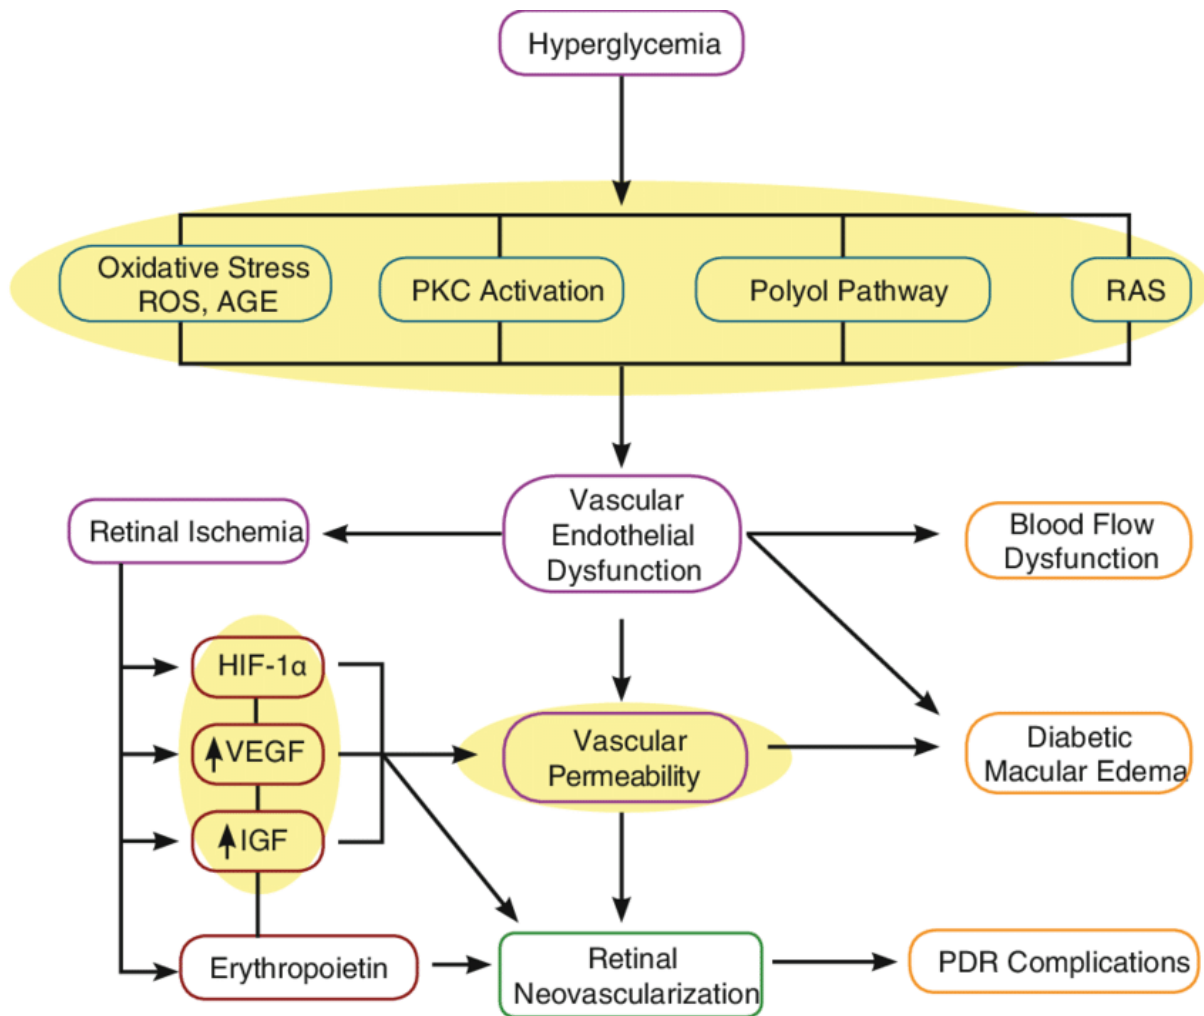 Hyperglycemia
Oxidative Stress
ROS, AGE
PKC Activation
Polyol Pathway
RAS
Retinal Ischemia
Vascular
Endothelial
Dysfunction
Blood Flow
Dysfunction
HIF-1α
VEGF
IGF
Vascular
Permeability
Diabetic
Macular Edema
Erythropoietin
Retinal
Neovascularization
PDR Complications